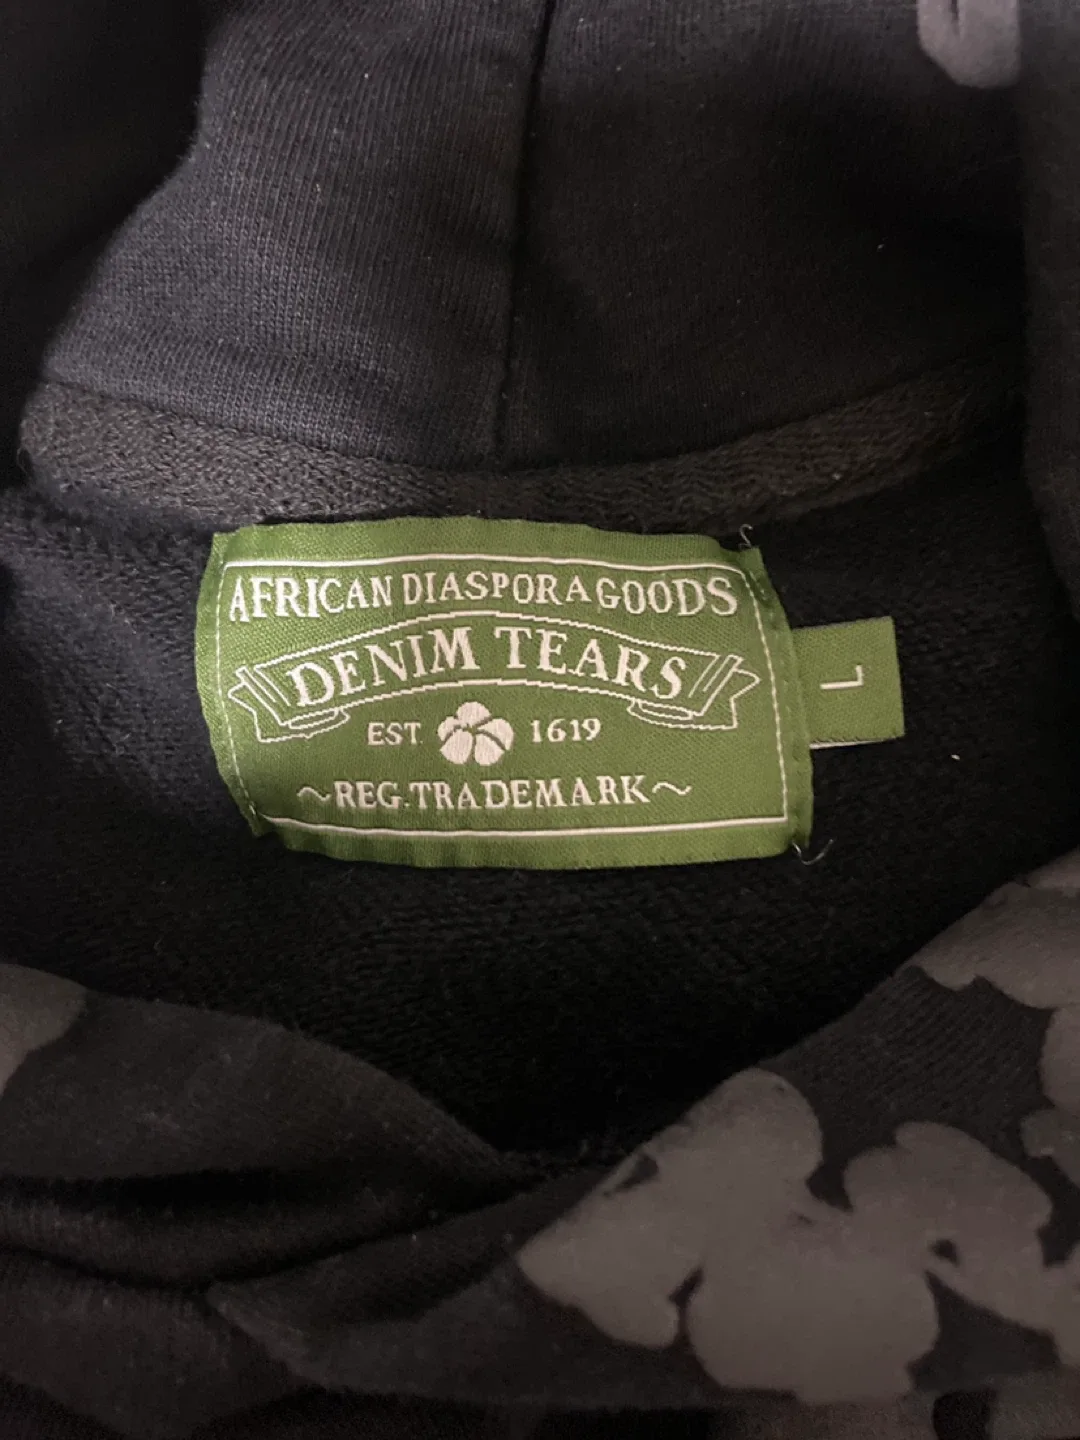 AFRICAN DIASPORA GOODS
DENIM TEARS
EST. 1619
~REG.TRADEMARK~
L